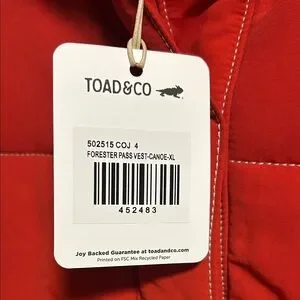 TOAD&CO
502515 COJ 4
FORESTER PASS VEST-CANOE-XL
452483
Joy Backed Guarantee at toadandco.com
Printed on FSC Mix Recycled Paper